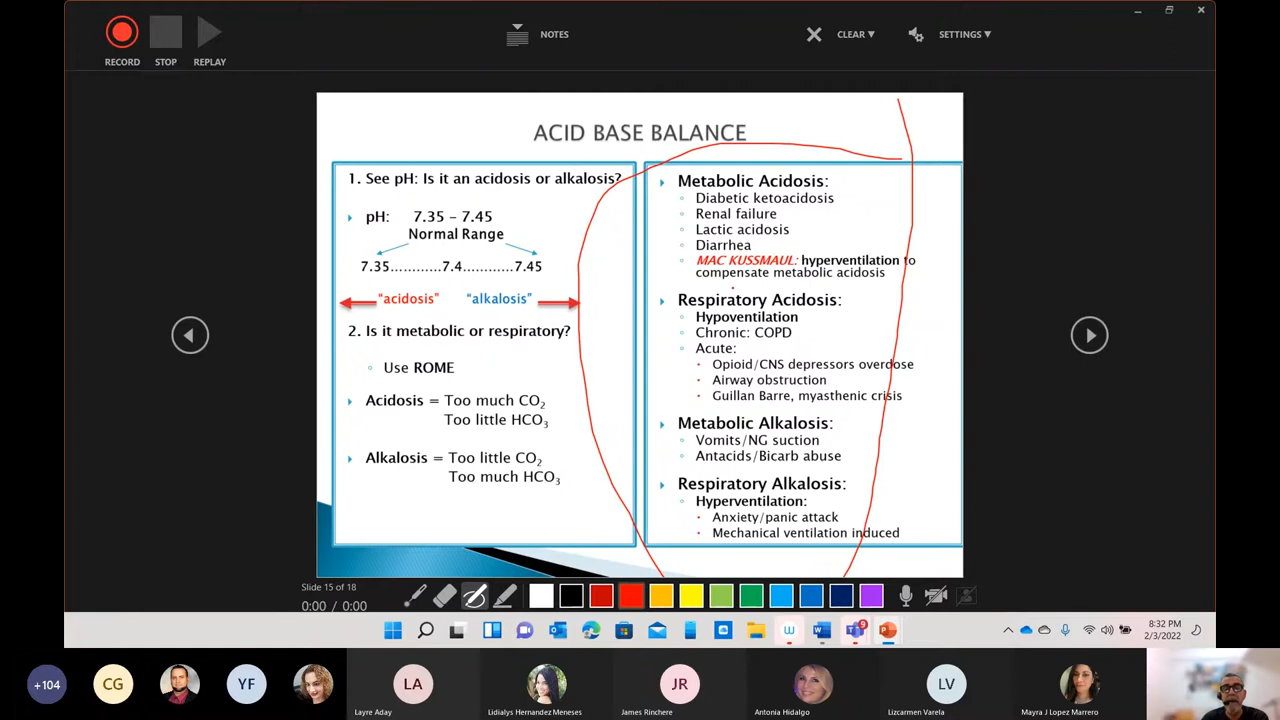 RECORD
STOP
REPLAY
NOTES
CLEAR
SETTINGS
ACID BASE BALANCE
1. See pH: Is it an acidosis or alkalosis?
pH: 7.35 – 7.45
Normal Range
7.35............7.4............7.45
"acidosis" "alkalosis"
2. Is it metabolic or respiratory?
Use ROME
Acidosis = Too much CO2
Too little HCO3
Alkalosis = Too little CO2
Too much HCO3
Metabolic Acidosis:
Diabetic ketoacidosis
Renal failure
Lactic acidosis
Diarrhea
MAC KUSSMAUL: hyperventilation to
compensate metabolic acidosis
Respiratory Acidosis:
Hypoventilation
Chronic: COPD
Acute:
Opioid/CNS depressors overdose
Airway obstruction
Guillan Barre, myasthenic crisis
Metabolic Alkalosis:
Vomits/NG suction
Antacids/Bicarb abuse
Respiratory Alkalosis:
Hyperventilation:
Anxiety/panic attack
Mechanical ventilation induced
Slide 15 of 18
0:00 / 0:00
9
8:32 PM
2/3/2022
+104
CG
YF
LA
JR
LV
Layre Aday
Lidialys Hernandez Meneses
James Rinchere
Antonia Hidalgo
Lizcarmen Varela
Mayra J Lopez Marrero